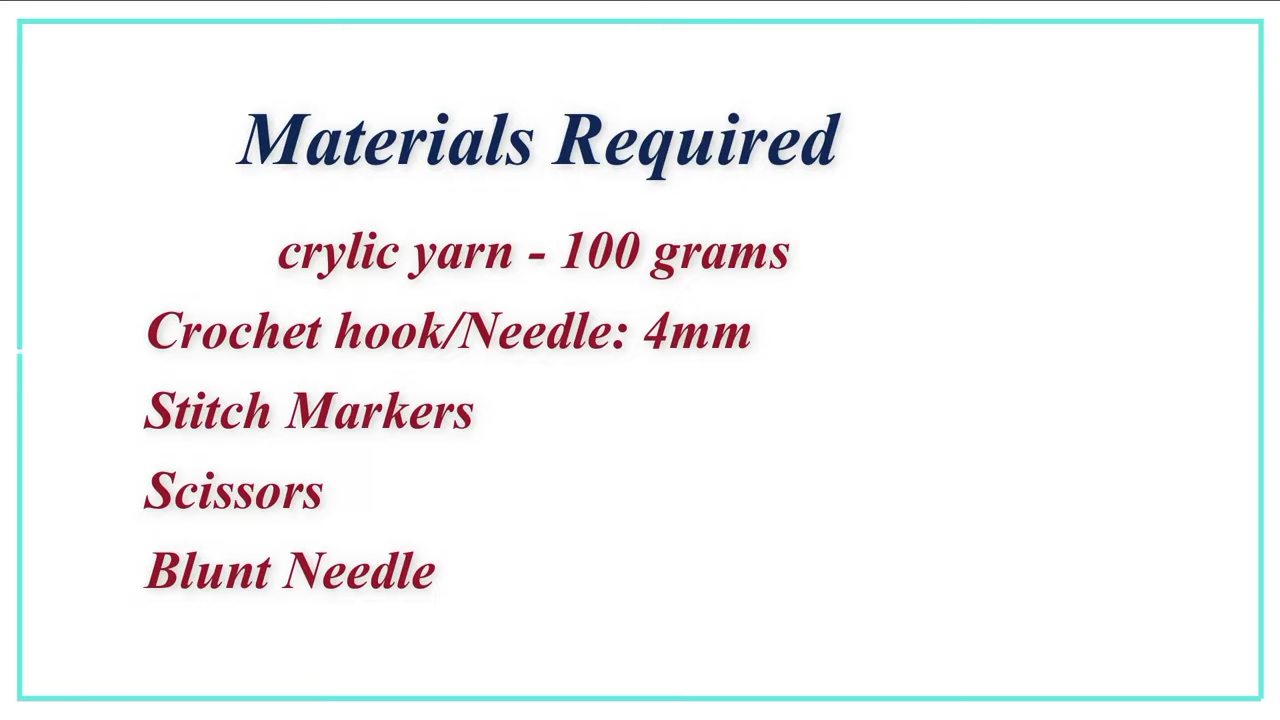 Materials Required
crylic yarn - 100 grams
Crochet hook/Needle: 4mm
Stitch Markers
Scissors
Blunt Needle